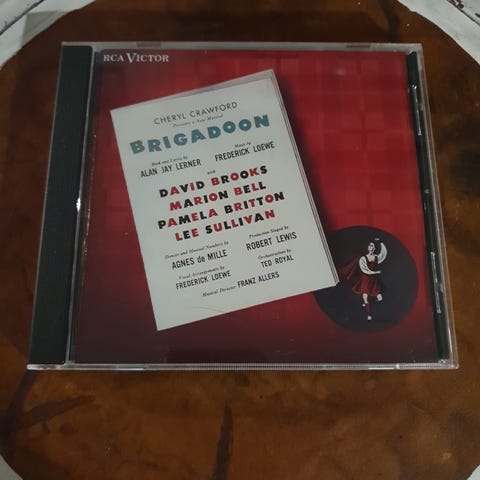 RCA VICTOR
CHERYL CRAWFORD
Presents a New Musical
BRIGADOON
Book and Lyrics by
ALAN JAY LERNER
Music by
FREDERICK LOEWE
with
DAVID BROOKS
MARION BELL
PAMELA BRITTON
LEE SULLIVAN
Dances and Musical Numbers by
AGNES de MILLE
Production Staged by
ROBERT LEWIS
Vocal Arrangements by
FREDERICK LOEWE
Orchestrations by
TED ROYAL
Musical Director FRANZ ALLERS